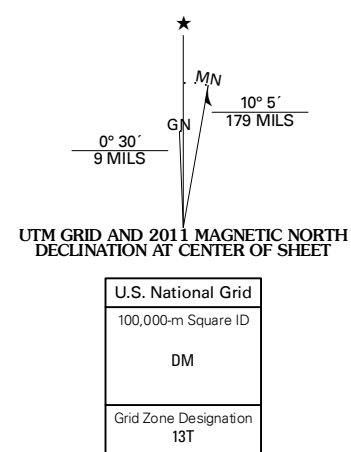 ★
MN
10° 5´
179 MILS
GN
0° 30´
9 MILS
UTM GRID AND 2011 MAGNETIC NORTH
DECLINATION AT CENTER OF SHEET
U.S. National Grid
100,000-m Square ID
DM
Grid Zone Designation
13T